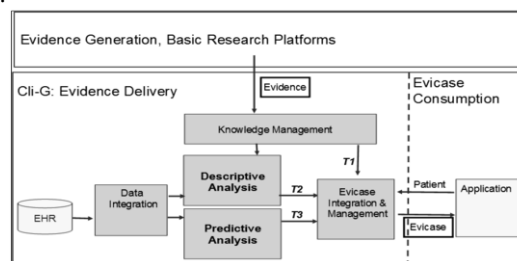 Evidence Generation, Basic Research Platforms
Evidence
Cli-G: Evidence Delivery
Evicase
Consumption
Knowledge Management
T1
Descriptive
Analysis
T2
Data
Integration
EHR
Evicase
Integration &
Management
Patient
Application
Predictive
Analysis
T3
Evicase